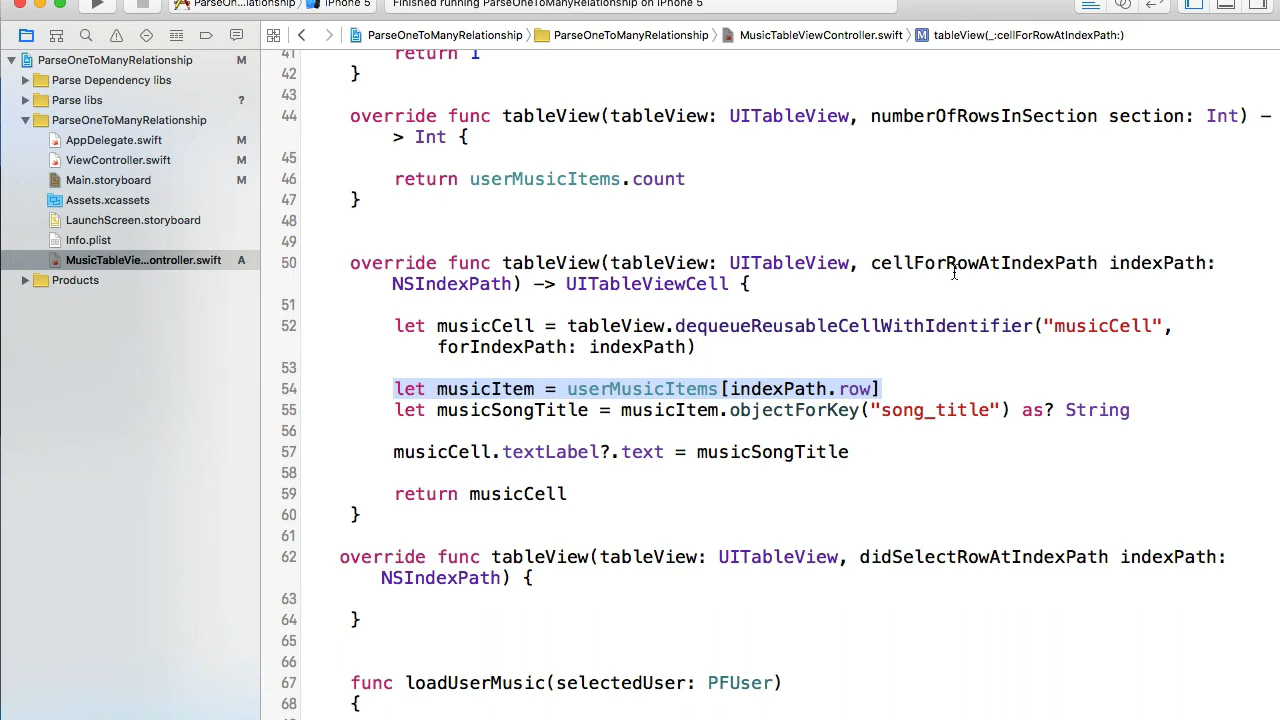 ParseOn...lationship
iPhone 5
Finished running ParseOneToManyRelationship on iPhone 5
ParseOneToManyRelationship
ParseOneToManyRelationship
MusicTableViewController.swift
M tableView(_:cellForRowAtIndexPath:)
ParseOneToManyRelationship M
Parse Dependency libs
Parse libs ?
ParseOneToManyRelationship
AppDelegate.swift M
ViewController.swift M
Main.storyboard M
Assets.xcassets
LaunchScreen.storyboard
Info.plist
MusicTableVie...ontroller.swift A
Products
41 return 1
42 }
43
44 override func tableView(tableView: UITableView, numberOfRowsInSection section: Int) -
> Int {
45
46 return userMusicItems.count
47 }
48
49
50 override func tableView(tableView: UITableView, cellForRowAtIndexPath indexPath:
NSIndexPath) -> UITableViewCell {
51
52 let musicCell = tableView.dequeueReusableCellWithIdentifier("musicCell",
forIndexPath: indexPath)
53
54 let musicItem = userMusicItems[indexPath.row]
55 let musicSongTitle = musicItem.objectForKey("song_title") as? String
56
57 musicCell.textLabel?.text = musicSongTitle
58
59 return musicCell
60 }
61
62 override func tableView(tableView: UITableView, didSelectRowAtIndexPath indexPath:
NSIndexPath) {
63
64 }
65
66
67 func loadUserMusic(selectedUser: PFUser)
68 {